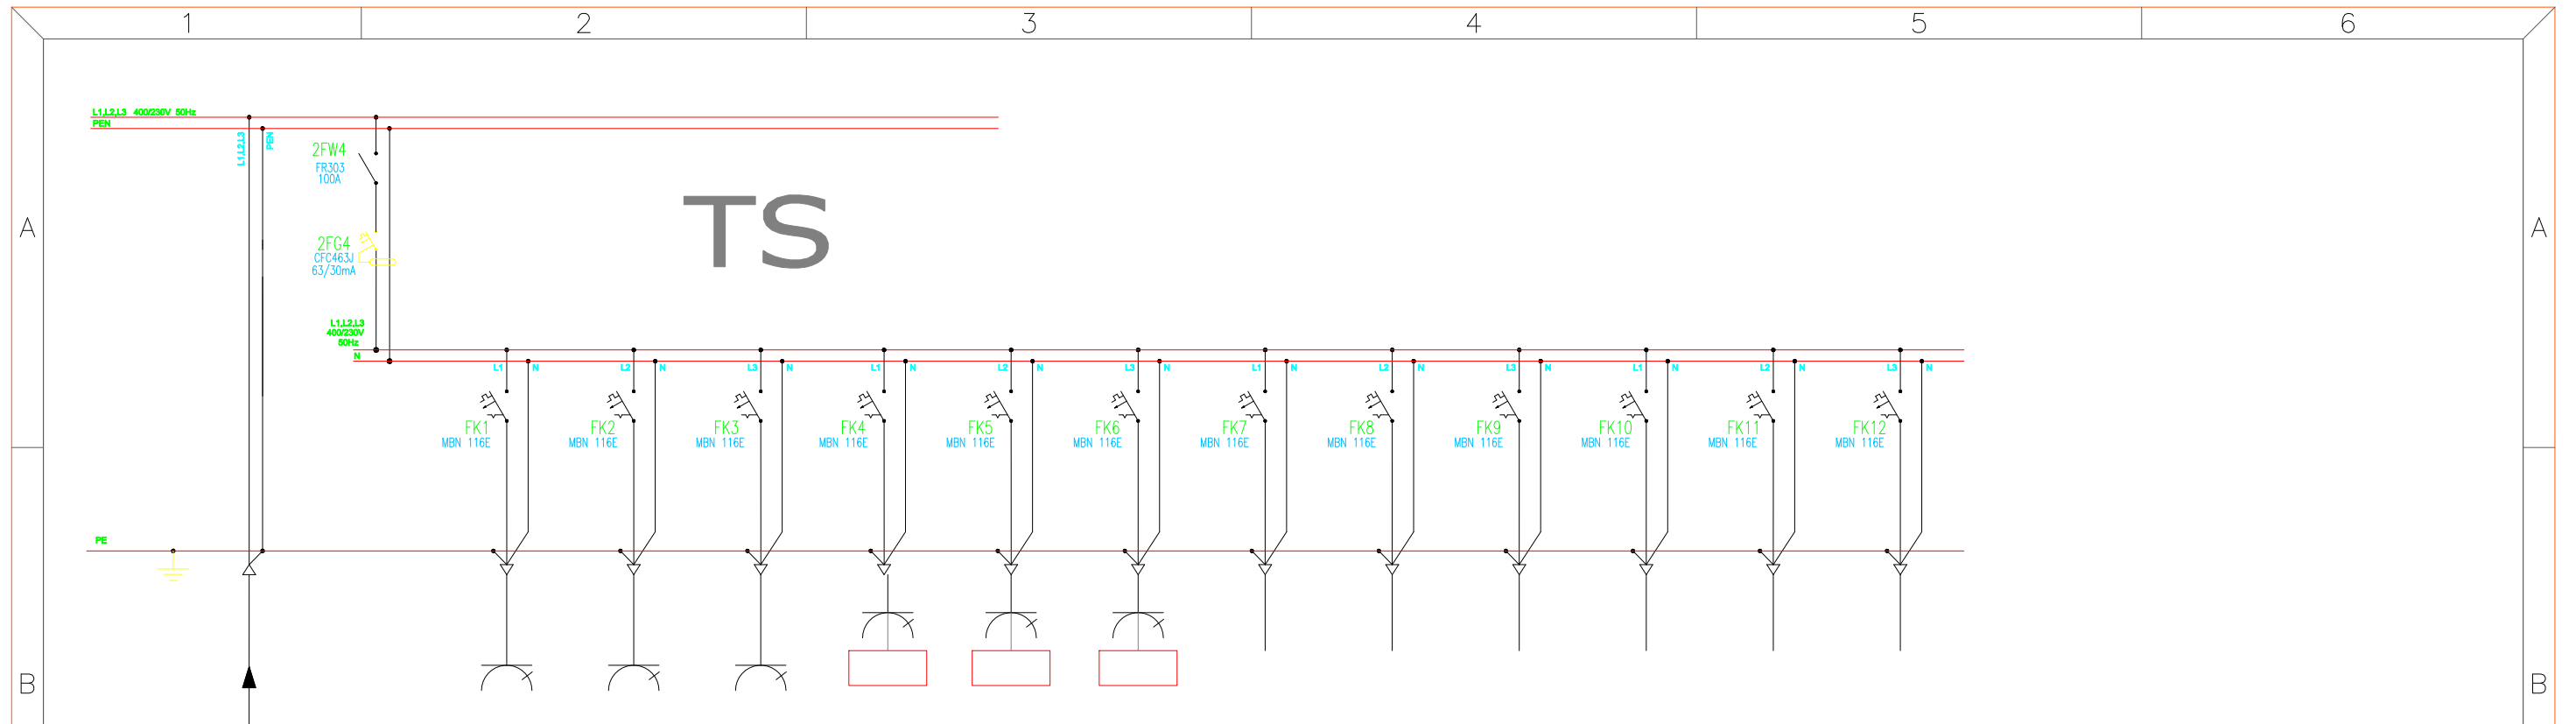 1 2 3 4 5 6
L1,L2,L3 400/230V 50Hz
PEN
L1,L2,L3
PEN
2FW4
FR303
100A
TS
A A
2FG4
CFC463J
63/30mA
L1,L2,L3
400/230V
50Hz
N
L1 N L2 N L3 N L1 N L2 N L3 N L1 N L2 N L3 N L1 N L2 N L3 N
FK1 FK2 FK3 FK4 FK5 FK6 FK7 FK8 FK9 FK10 FK11 FK12
MBN 116E MBN 116E MBN 116E MBN 116E MBN 116E MBN 116E MBN 116E MBN 116E MBN 116E MBN 116E MBN 116E MBN 116E
PE
B B